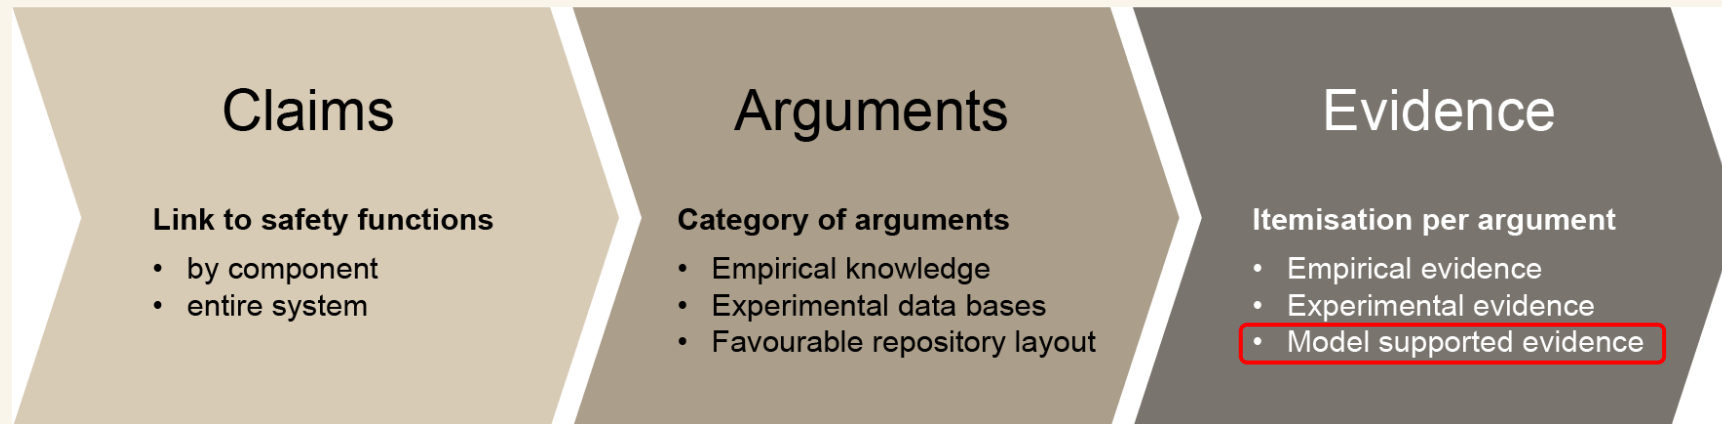 Claims
Link to safety functions
• by component
• entire system
Arguments
Category of arguments
• Empirical knowledge
• Experimental data bases
• Favourable repository layout
Evidence
Itemisation per argument
• Empirical evidence
• Experimental evidence
• Model supported evidence